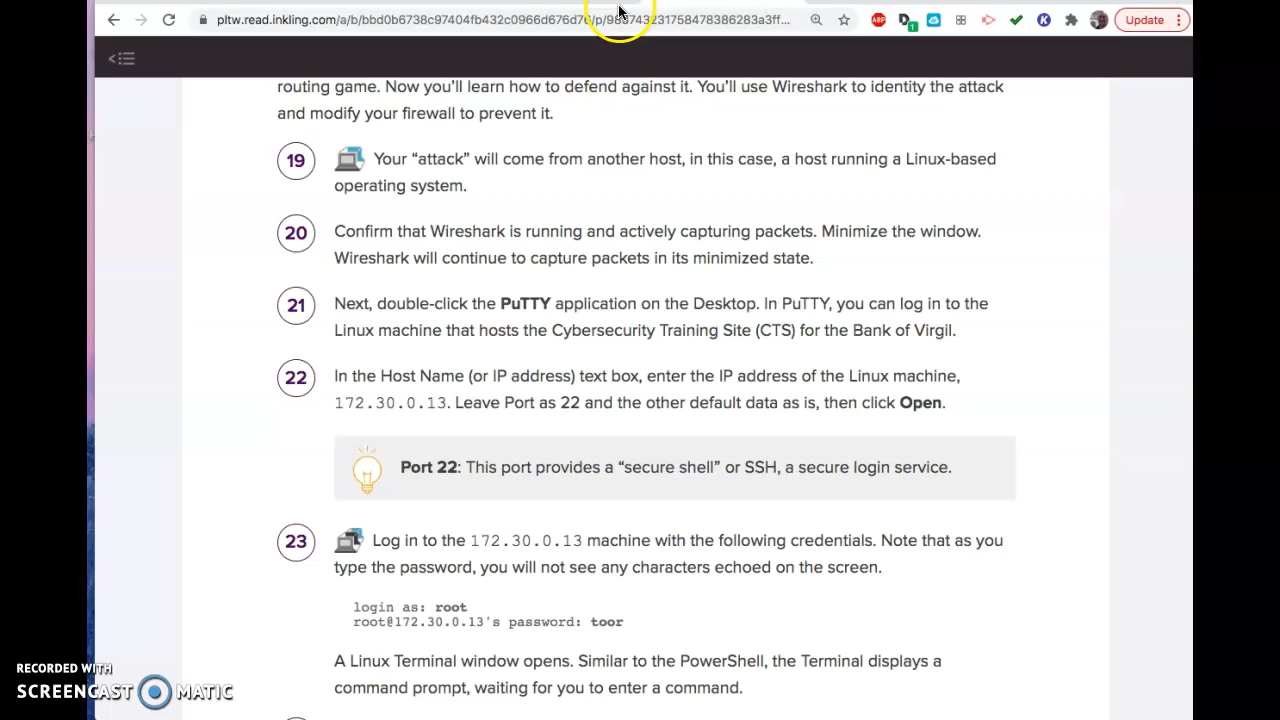 pltw.read.inkling.com/a/b/bbd0b6738c97404fb432c0966d676d76/p/
Update
routing game. Now you'll learn how to defend against it. You'll use Wireshark to identify the attack
and modify your firewall to prevent it.
19 Your “attack” will come from another host, in this case, a host running a Linux-based
operating system.
20 Confirm that Wireshark is running and actively capturing packets. Minimize the window.
Wireshark will continue to capture packets in its minimized state.
21 Next, double-click the PuTTY application on the Desktop. In PuTTY, you can log in to the
Linux machine that hosts the Cybersecurity Training Site (CTS) for the Bank of Virgil.
22 In the Host Name (or IP address) text box, enter the IP address of the Linux machine,
172.30.0.13. Leave Port as 22 and the other default data as is, then click Open.
Port 22: This port provides a “secure shell” or SSH, a secure login service.
23 Log in to the 172.30.0.13 machine with the following credentials. Note that as you
type the password, you will not see any characters echoed on the screen.
login as: root
root@172.30.0.13's password: toor
A Linux Terminal window opens. Similar to the PowerShell, the Terminal displays a
command prompt, waiting for you to enter a command.
RECORDED WITH
SCREENCAST MATIC